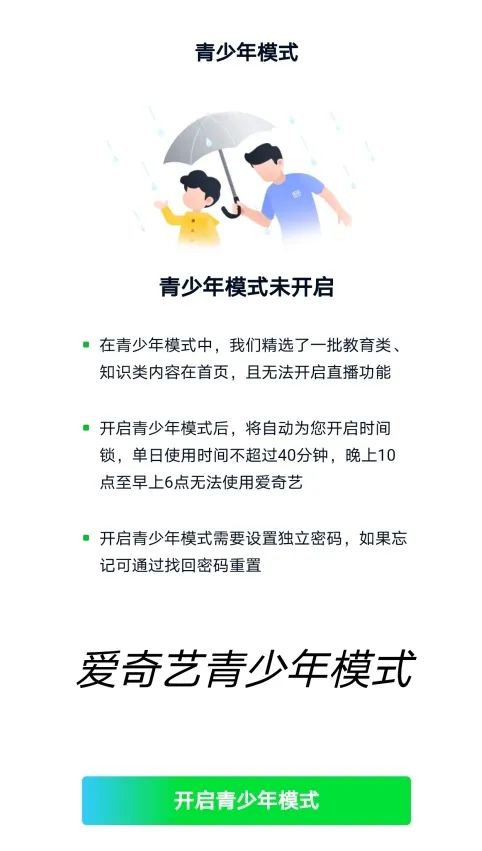 青少年模式
青少年模式未开启
在青少年模式中，我们精选了一批教育类、
知识类内容在首页，且无法开启直播功能
开启青少年模式后，将自动为您开启时间
锁，单日使用时间不超过40分钟，晚上10
点至早上6点无法使用爱奇艺
开启青少年模式需要设置独立密码，如果忘
记可通过找回密码重置
爱奇艺青少年模式
开启青少年模式